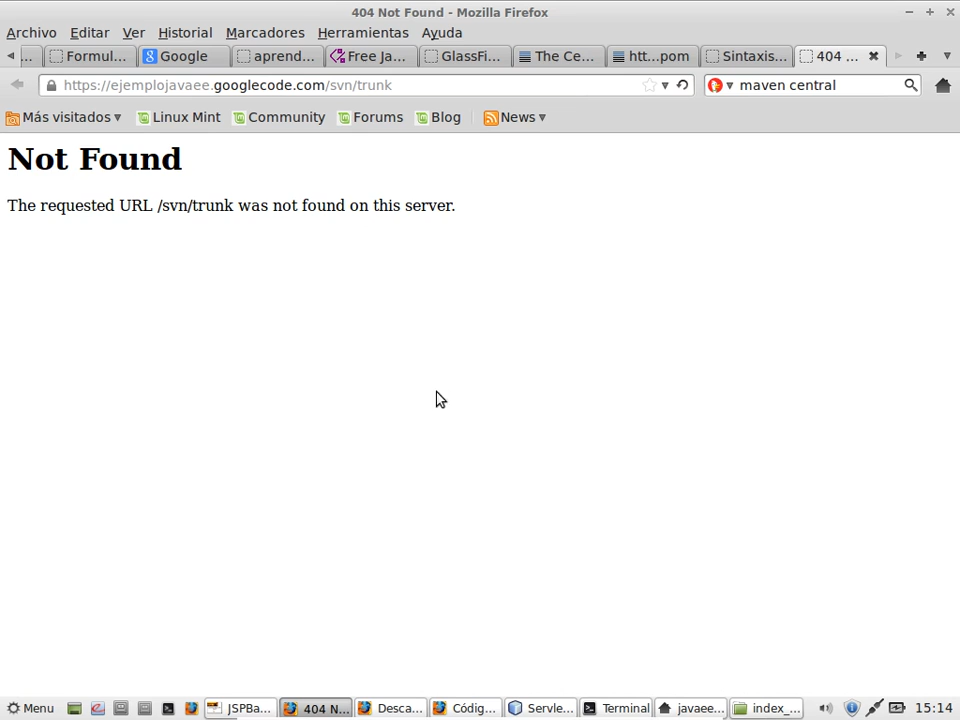 404 Not Found - Mozilla Firefox
Archivo Editar Ver Historial Marcadores Herramientas Ayuda
... Formul... Google aprend... Free Ja... GlassFi... The Ce... htt...pom Sintaxis... 404 ...
https://ejemplojavaee.googlecode.com/svn/trunk maven central
Más visitados Linux Mint Community Forums Blog News
Not Found
The requested URL /svn/trunk was not found on this server.
Menu JSPBa... 404 N... Desca... Códig... Servle... Terminal javaee... index_... 15:14